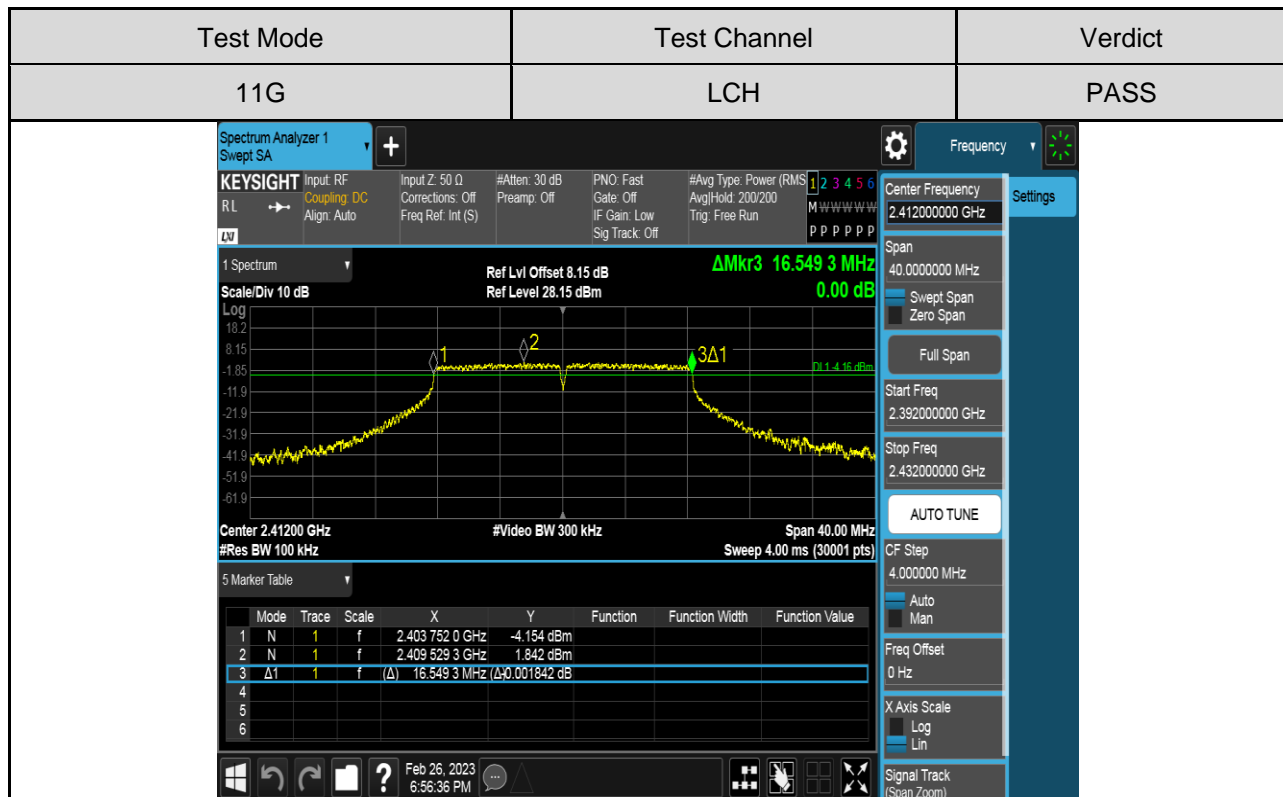 Test Mode Test Channel Verdict
11G LCH PASS
Spectrum Analyzer 1
Swept SA
+
Frequency
KEYSIGHT Input: RF Input Z: 50 Ω #Atten: 30 dB PNO: Fast #Avg Type: Power (RMS 1 2 3 4 5 6
R L Coupling: DC Corrections: Off Preamp: Off Gate: Off Avg|Hold: 200/200 M W W W W W
Align: Auto Freq Ref: Int (S) IF Gain: Low Trig: Free Run
LXI Sig Track: Off P P P P P P
1 Spectrum
Ref Lvl Offset 8.15 dB ΔMkr3 16.549 3 MHz
Scale/Div 10 dB Ref Level 28.15 dBm 0.00 dB
Log
18.2
8.15
-1.85
-11.9
-21.9
-31.9
-41.9
-51.9
-61.9
1
2
3Δ1
DL1 -4.16 dBm
Center 2.41200 GHz #Video BW 300 kHz Span 40.00 MHz
#Res BW 100 kHz Sweep 4.00 ms (30001 pts)
5 Marker Table
Mode Trace Scale X Y Function Function Width Function Value
1 N 1 f 2.403 752 0 GHz -4.154 dBm
2 N 1 f 2.409 529 3 GHz 1.842 dBm
3 Δ1 1 f (Δ) 16.549 3 MHz (Δ) -0.001842 dB
4
5
6
?
Feb 26, 2023
6:56:36 PM
Center Frequency
2.412000000 GHz
Settings
Span
40.0000000 MHz
Swept Span
Zero Span
Full Span
Start Freq
2.392000000 GHz
Stop Freq
2.432000000 GHz
AUTO TUNE
CF Step
4.000000 MHz
Auto
Man
Freq Offset
0 Hz
X Axis Scale
Log
Lin
Signal Track
(Span Zoom)